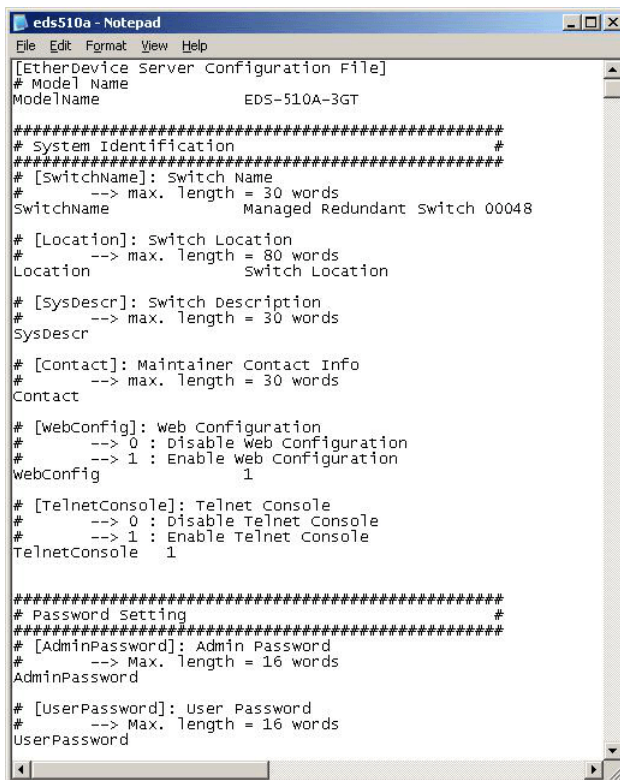 eds510a - Notepad
File Edit Format View Help
[EtherDevice Server Configuration File]
# Model Name
ModelName                EDS-510A-3GT

###################################################
# System Identification                           #
###################################################
# [SwitchName]: Switch Name
#       --> max. length = 30 words
SwitchName               Managed Redundant Switch 00048

# [Location]: Switch Location
#       --> max. length = 80 words
Location                 Switch Location

# [SysDescr]: Switch Description
#       --> max. length = 30 words
SysDescr

# [Contact]: Maintainer Contact Info
#       --> max. length = 30 words
Contact

# [WebConfig]: Web Configuration
#       --> 0 : Disable Web Configuration
#       --> 1 : Enable Web Configuration
WebConfig                1

# [TelnetConsole]: Telnet Console
#       --> 0 : Disable Telnet Console
#       --> 1 : Enable Telnet Console
TelnetConsole   1


###################################################
# Password Setting                                #
###################################################
# [AdminPassword]: Admin Password
#       --> Max. length = 16 words
AdminPassword

# [UserPassword]: User Password
#       --> Max. length = 16 words
UserPassword